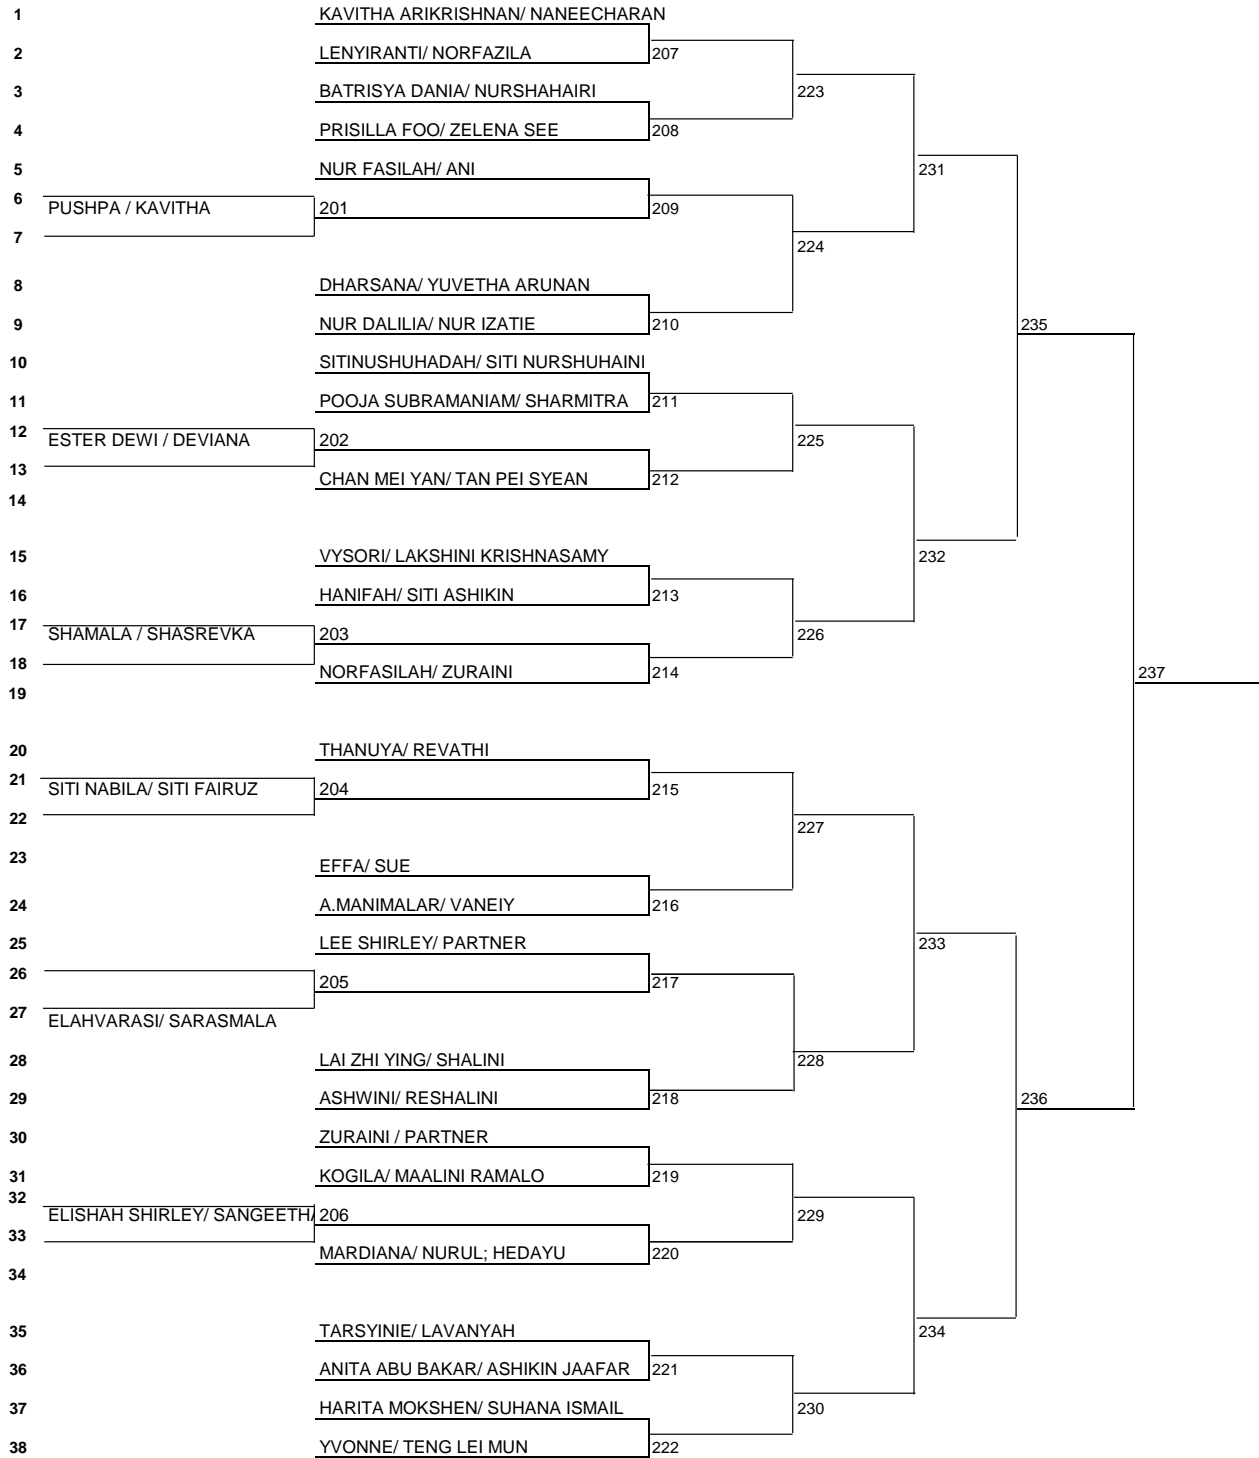 1 KAVITHA ARIKRISHNAN/ NANEECHARAN
2 LENYIRANTI/ NORFAZILA 207
3 BATRISYA DANIA/ NURSHAHAIRI 223
4 PRISILLA FOO/ ZELENA SEE 208
5 NUR FASILAH/ ANI 231
6 PUSHPA / KAVITHA 201 209
7
224
8 DHARSANA/ YUVETHA ARUNAN
9 NUR DALILIA/ NUR IZATIE 210 235
10 SITINUSHUHADAH/ SITI NURSHUHAINI
11 POOJA SUBRAMANIAM/ SHARMITRA 211
12 ESTER DEWI / DEVIANA 202 225
13 CHAN MEI YAN/ TAN PEI SYEAN 212
14
15 VYSORI/ LAKSHINI KRISHNASAMY 232
16 HANIFAH/ SITI ASHIKIN 213
17 SHAMALA / SHASREVKA 203 226
18 NORFASILAH/ ZURAINI 214 237
19
20 THANUYA/ REVATHI
21 SITI NABILA/ SITI FAIRUZ 204 215
22 227
23 EFFA/ SUE
24 A.MANIMALAR/ VANEIY 216
25 LEE SHIRLEY/ PARTNER 233
26 205 217
27 ELAHVARASI/ SARASMALA
28 LAI ZHI YING/ SHALINI 228
29 ASHWINI/ RESHALINI 218 236
30 ZURAINI / PARTNER
31 KOGILA/ MAALINI RAMALO 219
32 ELISHAH SHIRLEY/ SANGEETHA 206 229
33 MARDIANA/ NURUL; HEDAYU 220
34
35 TARSYINIE/ LAVANYAH 234
36 ANITA ABU BAKAR/ ASHIKIN JAAFAR 221
37 HARITA MOKSHEN/ SUHANA ISMAIL 230
38 YVONNE/ TENG LEI MUN 222